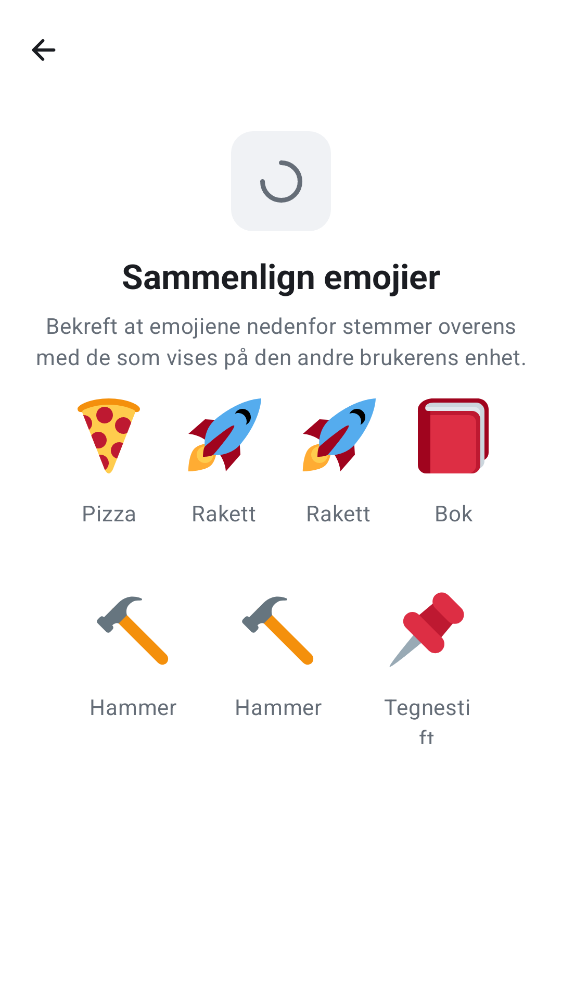 Sammenlign emojier
Bekreft at emojiene nedenfor stemmer overens
med de som vises på den andre brukerens enhet.
Pizza Rakett Rakett Bok
Hammer Hammer Tegnesti
ft